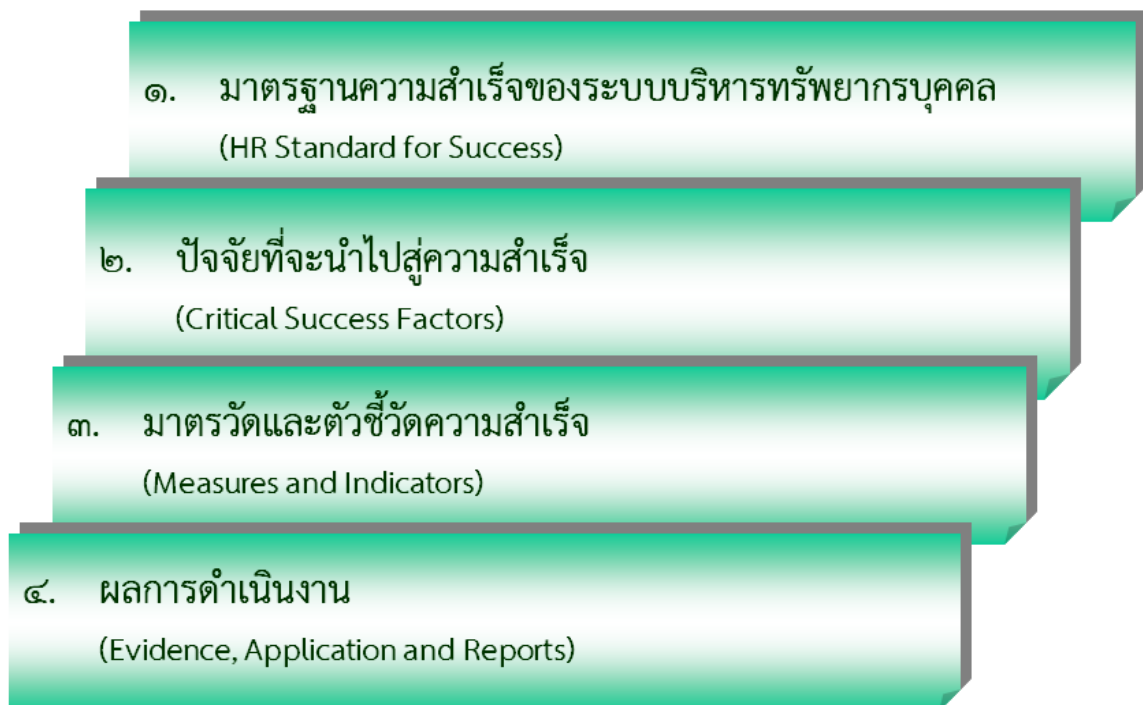 ๑. มาตรฐานความสำเร็จของระบบบริหารทรัพยากรบุคคล
(HR Standard for Success)
๒. ปัจจัยที่จะนำไปสู่ความสำเร็จ
(Critical Success Factors)
๓. มาตรวัดและตัวชี้วัดความสำเร็จ
(Measures and Indicators)
๔. ผลการดำเนินงาน
(Evidence, Application and Reports)